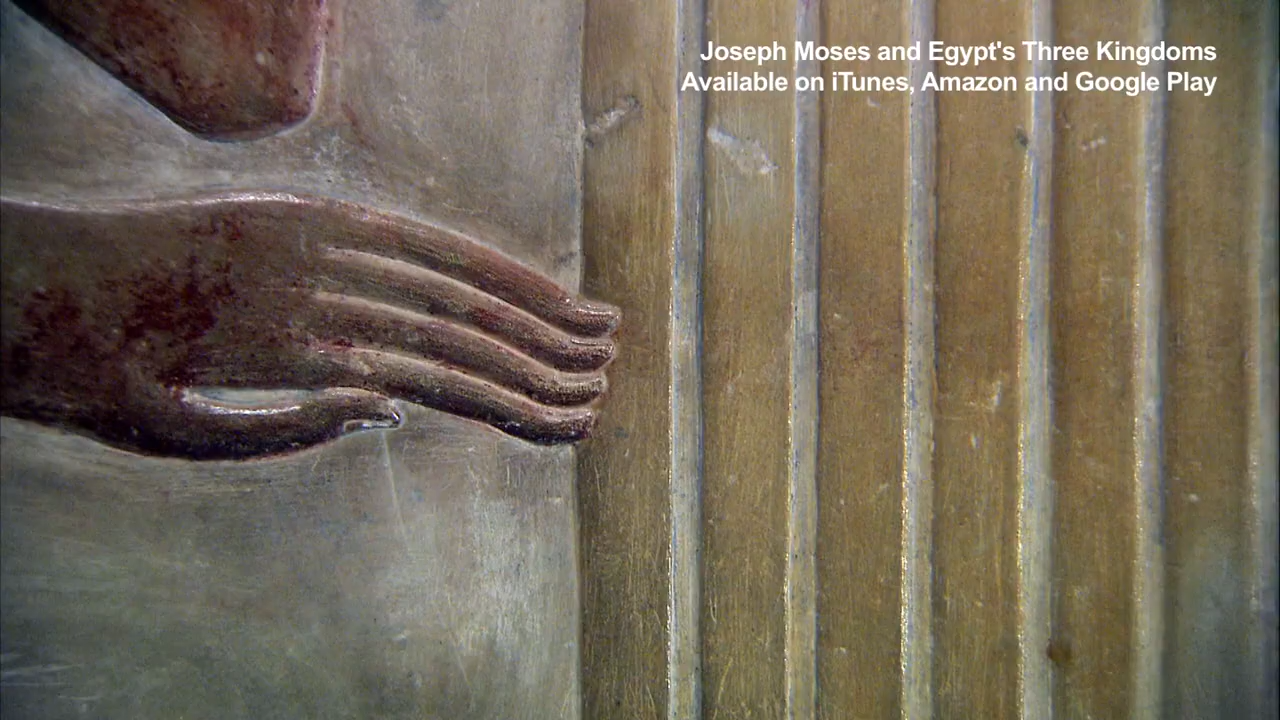 Joseph Moses and Egypt's Three Kingdoms
Available on iTunes, Amazon and Google Play